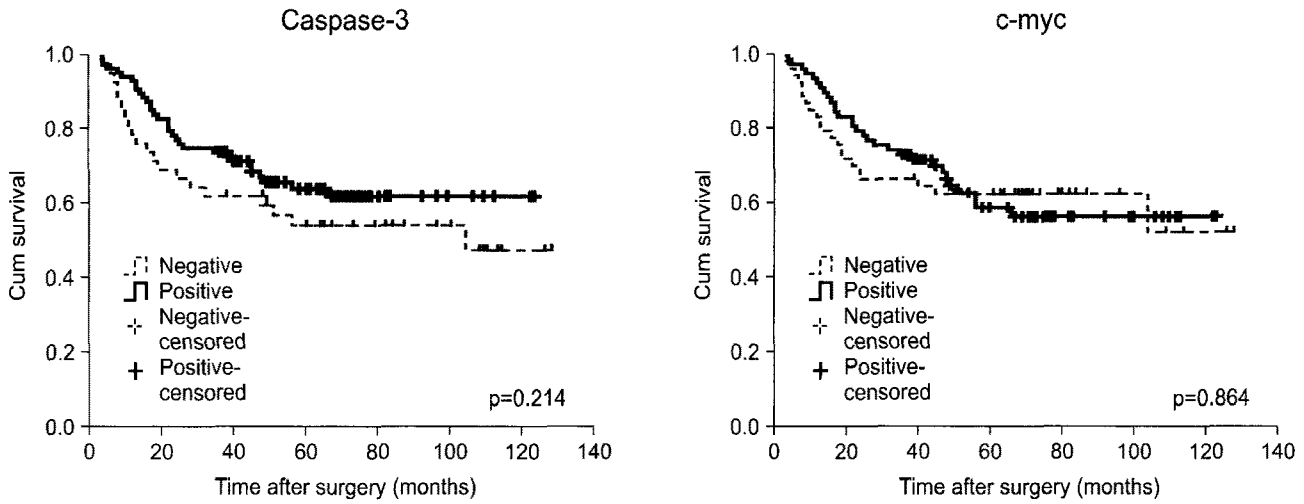 Caspase-3
Cum survival
1.0
0.8
0.6
0.4
0.2
0.0
Negative
Positive
Negative-
censored
Positive-
censored
p=0.214
0 20 40 60 80 100 120 140
Time after surgery (months)
c-myc
Cum survival
1.0
0.8
0.6
0.4
0.2
0.0
Negative
Positive
Negative-
censored
Positive-
censored
p=0.864
0 20 40 60 80 100 120 140
Time after surgery (months)